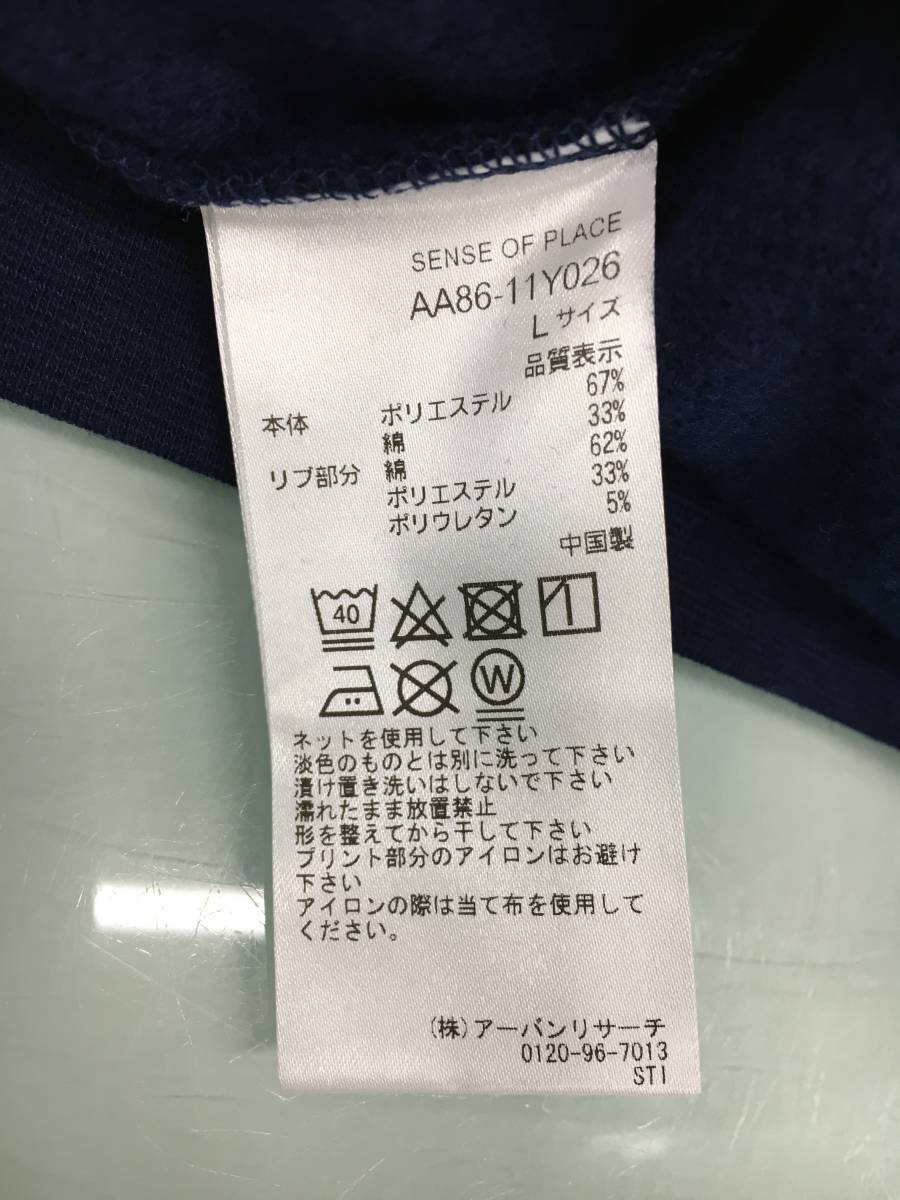 SENSE OF PLACE
AA86-11Y026
L サイズ
品質表示
本体 ポリエステル 67%
綿 33%
リブ部分 綿 62%
ポリエステル 33%
ポリウレタン 5%
中国製
40
W
ネットを使用して下さい
淡色のものとは別に洗って下さい
漬け置き洗いはしないで下さい
濡れたまま放置禁止
形を整えてから干して下さい
プリント部分のアイロンはお避け
下さい
アイロンの際は当て布を使用して
ください。
(株)アーバンリサーチ
0120-96-7013
STI